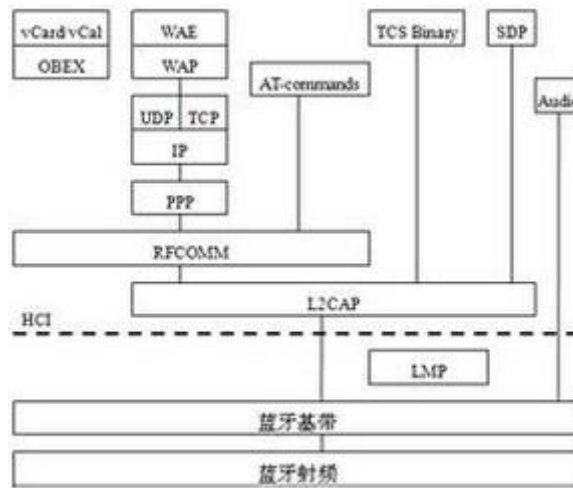 vCard vCal
OBEX
WAE
WAP
UDP TCP
IP
PPP
AT-commands
TCS Binary
SDP
Audio
RFCOMM
L2CAP
HCI
LMP
蓝牙基带
蓝牙射频